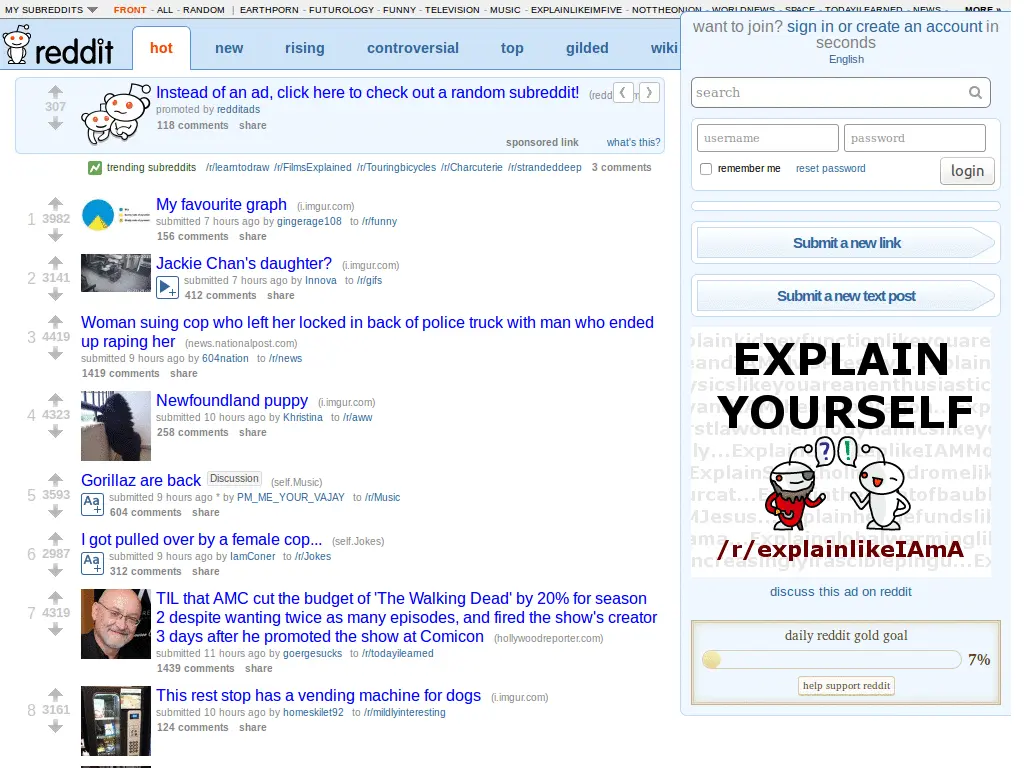 MY SUBREDDITS FRONT - ALL - RANDOM | EARTHPORN - FUTUROLOGY - FUNNY - TELEVISION - MUSIC - EXPLAINLIKEIMFIVE - NOTTHEONION - WORLDNEWS - SPACE - TODAYILEARNED - NEWS - MORE »
reddit hot new rising controversial top gilded wiki
want to join? sign in or create an account in
seconds
English
search
username password
remember me reset password login
Submit a new link
Submit a new text post
EXPLAIN
YOURSELF
? !
/r/explainlikeIAmA
discuss this ad on reddit
daily reddit gold goal
7%
help support reddit
307
Instead of an ad, click here to check out a random subreddit!
promoted by redditads
118 comments share
sponsored link what's this?
trending subreddits /r/learntodraw /r/FilmsExplained /r/Touringbicycles /r/Charcuterie /r/strandeddeep 3 comments
1 3982
My favourite graph (i.imgur.com)
submitted 7 hours ago by gingerage108 to /r/funny
156 comments share
2 3141
Jackie Chan's daughter? (i.imgur.com)
submitted 7 hours ago by Innova to /r/gifs
412 comments share
3 4419
Woman suing cop who left her locked in back of police truck with man who ended
up raping her (news.nationalpost.com)
submitted 9 hours ago by 604nation to /r/news
1419 comments share
4 4323
Newfoundland puppy (i.imgur.com)
submitted 10 hours ago by Khristina to /r/aww
258 comments share
5 3593
Gorillaz are back Discussion (self.Music)
Aa submitted 9 hours ago * by PM_ME_YOUR_VAJAY to /r/Music
604 comments share
6 2987
I got pulled over by a female cop... (self.Jokes)
Aa submitted 9 hours ago by IamConer to /r/Jokes
312 comments share
7 4319
TIL that AMC cut the budget of 'The Walking Dead' by 20% for season
2 despite wanting twice as many episodes, and fired the show's creator
3 days after he promoted the show at Comicon (hollywoodreporter.com)
submitted 11 hours ago by goergesucks to /r/todayilearned
1439 comments share
8 3161
This rest stop has a vending machine for dogs (i.imgur.com)
submitted 10 hours ago by homeskilet92 to /r/mildlyinteresting
124 comments share